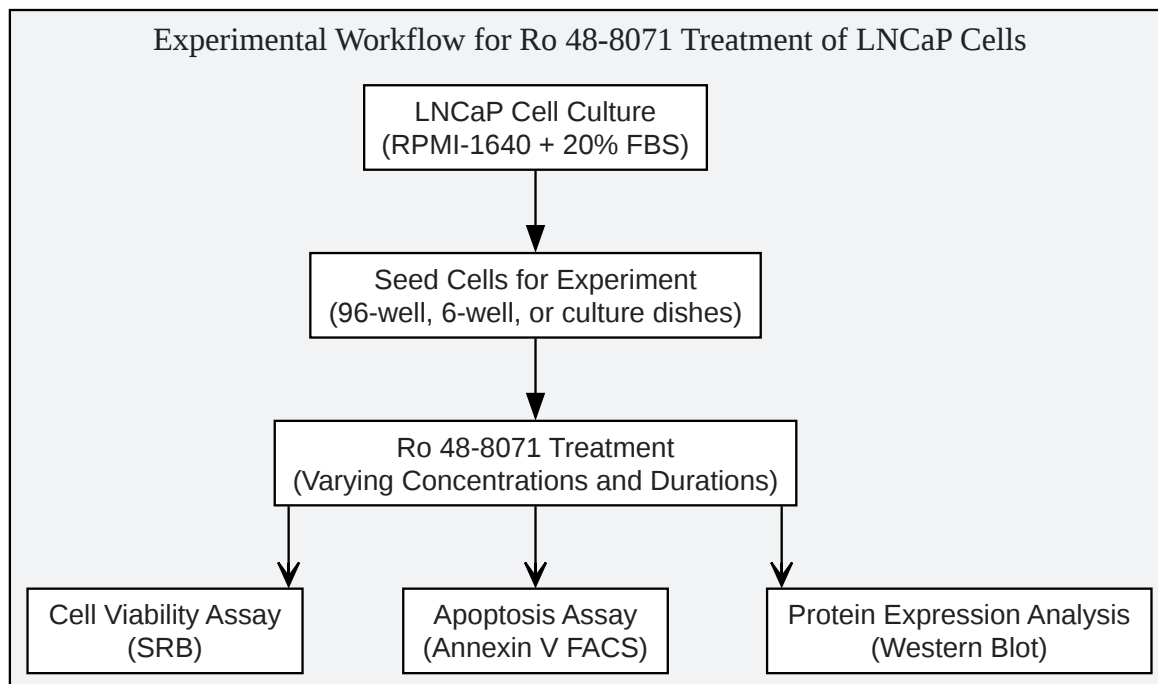 Experimental Workflow for Ro 48-8071 Treatment of LNCaP Cells
LNCaP Cell Culture
(RPMI-1640 + 20% FBS)
Seed Cells for Experiment
(96-well, 6-well, or culture dishes)
Ro 48-8071 Treatment
(Varying Concentrations and Durations)
Cell Viability Assay
(SRB)
Apoptosis Assay
(Annexin V FACS)
Protein Expression Analysis
(Western Blot)